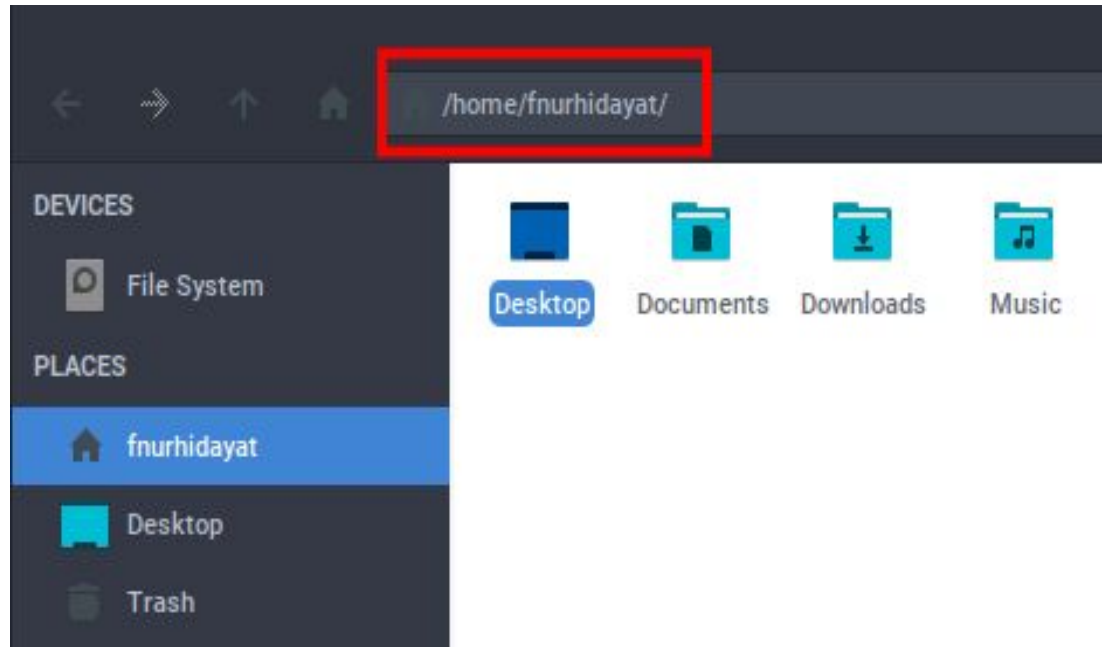 /home/fnurhidayat/
DEVICES
File System
PLACES
fnurhidayat
Desktop
Trash
Desktop Documents Downloads Music